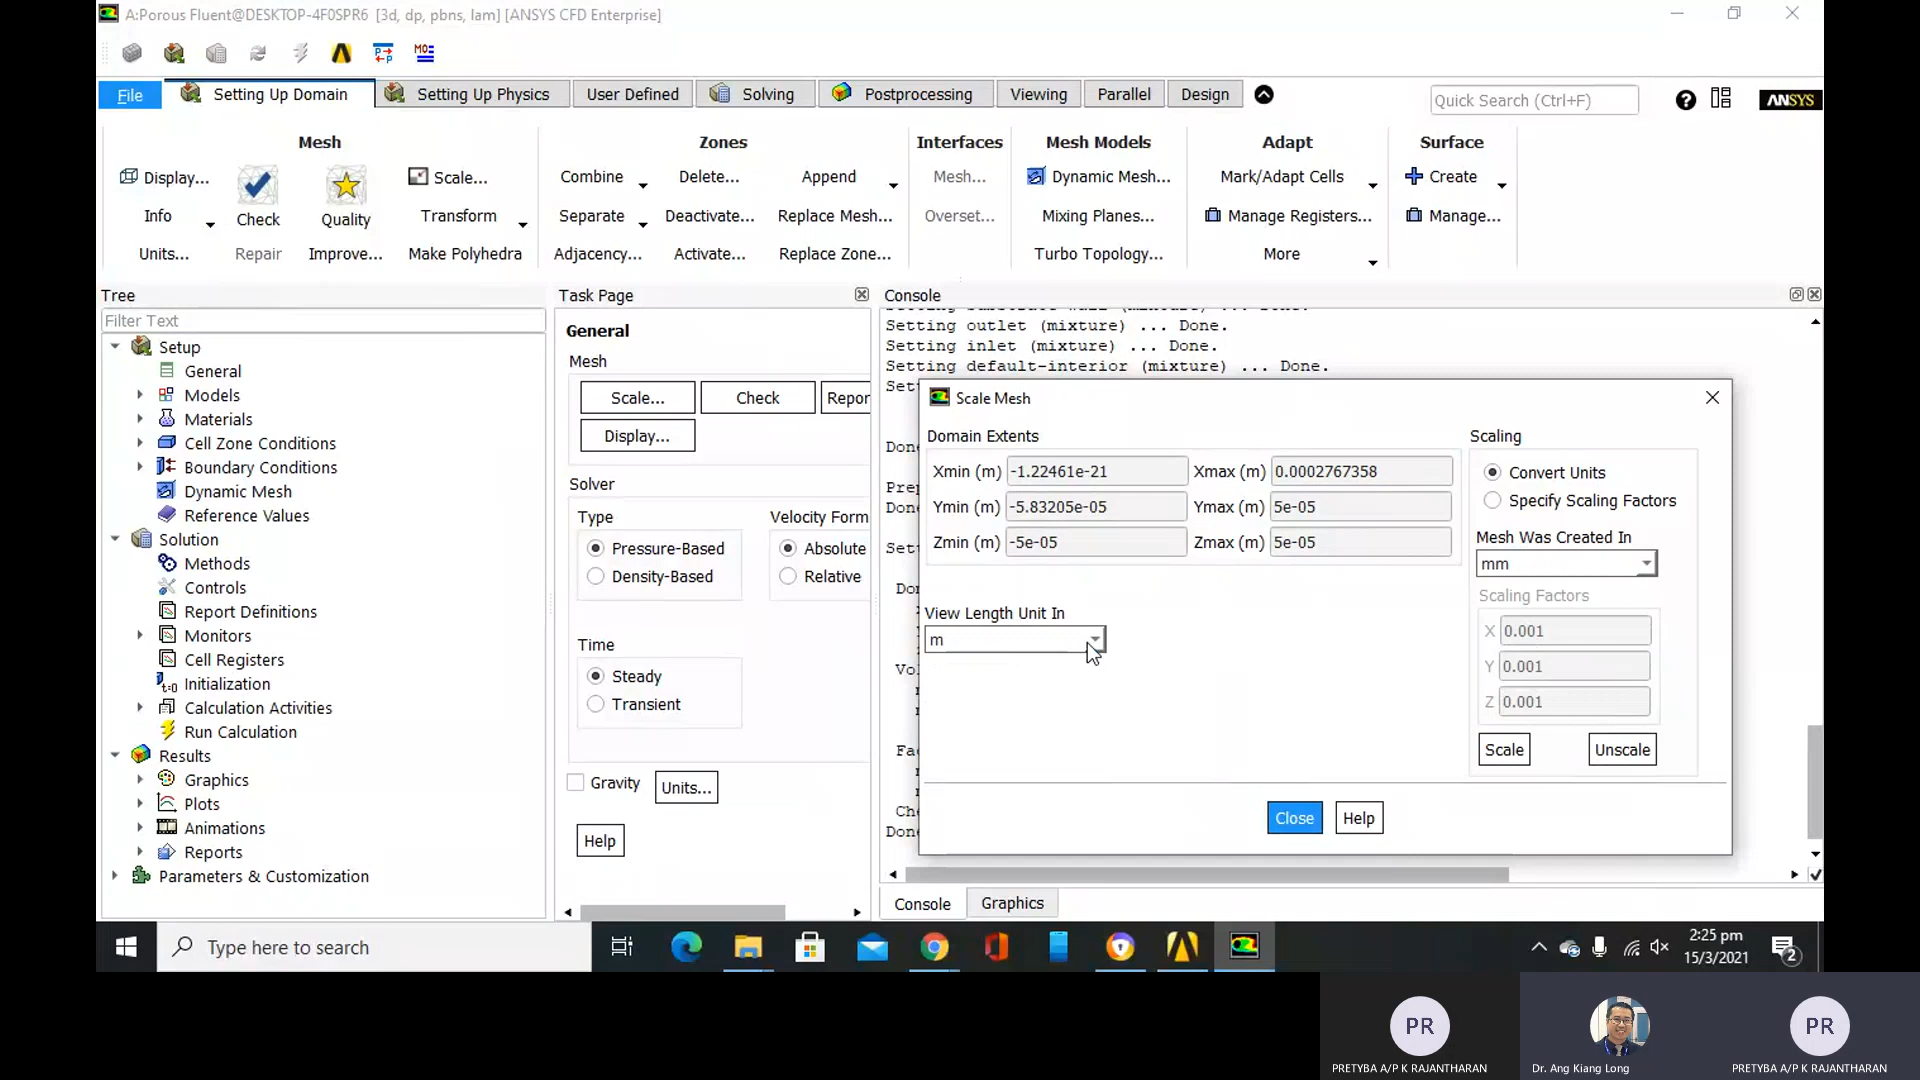 A:Porous Fluent@DESKTOP-4F0SPR6 [3d, dp, pbns, lam] [ANSYS CFD Enterprise]
File
Setting Up Domain
Setting Up Physics
User Defined
Solving
Postprocessing
Viewing
Parallel
Design
Quick Search (Ctrl+F)
ANSYS
Mesh
Zones
Interfaces
Mesh Models
Adapt
Surface
Display...
Info
Units...
Check
Repair
Quality
Improve...
Scale...
Transform
Make Polyhedra
Combine
Separate
Adjacency...
Delete...
Deactivate...
Activate...
Append
Replace Mesh...
Replace Zone...
Mesh...
Overset...
Dynamic Mesh...
Mixing Planes...
Turbo Topology...
Mark/Adapt Cells
Manage Registers...
More
Create
Manage...
Tree
Filter Text
Setup
General
Models
Materials
Cell Zone Conditions
Boundary Conditions
Dynamic Mesh
Reference Values
Solution
Methods
Controls
Report Definitions
Monitors
Cell Registers
Initialization
Calculation Activities
Run Calculation
Results
Graphics
Plots
Animations
Reports
Parameters & Customization
Task Page
General
Mesh
Scale...
Check
Repor
Display...
Solver
Type
Pressure-Based
Density-Based
Velocity Form
Absolute
Relative
Time
Steady
Transient
Gravity
Units...
Help
Console
Setting outlet (mixture) ... Done.
Setting inlet (mixture) ... Done.
Setting default-interior (mixture) ... Done.
Set
Scale Mesh
Domain Extents
Xmin (m) -1.22461e-21 Xmax (m) 0.0002767358
Ymin (m) -5.83205e-05 Ymax (m) 5e-05
Zmin (m) -5e-05 Zmax (m) 5e-05
View Length Unit In
m
Scaling
Convert Units
Specify Scaling Factors
Mesh Was Created In
mm
Scaling Factors
X 0.001
Y 0.001
Z 0.001
Scale
Unscale
Close
Help
Console
Graphics
Type here to search
2:25 pm
15/3/2021
2
PR
PR
PRETYBA A/P K RAJANTHARAN
Dr. Ang Kiang Long
PRETYBA A/P K RAJANTHARAN